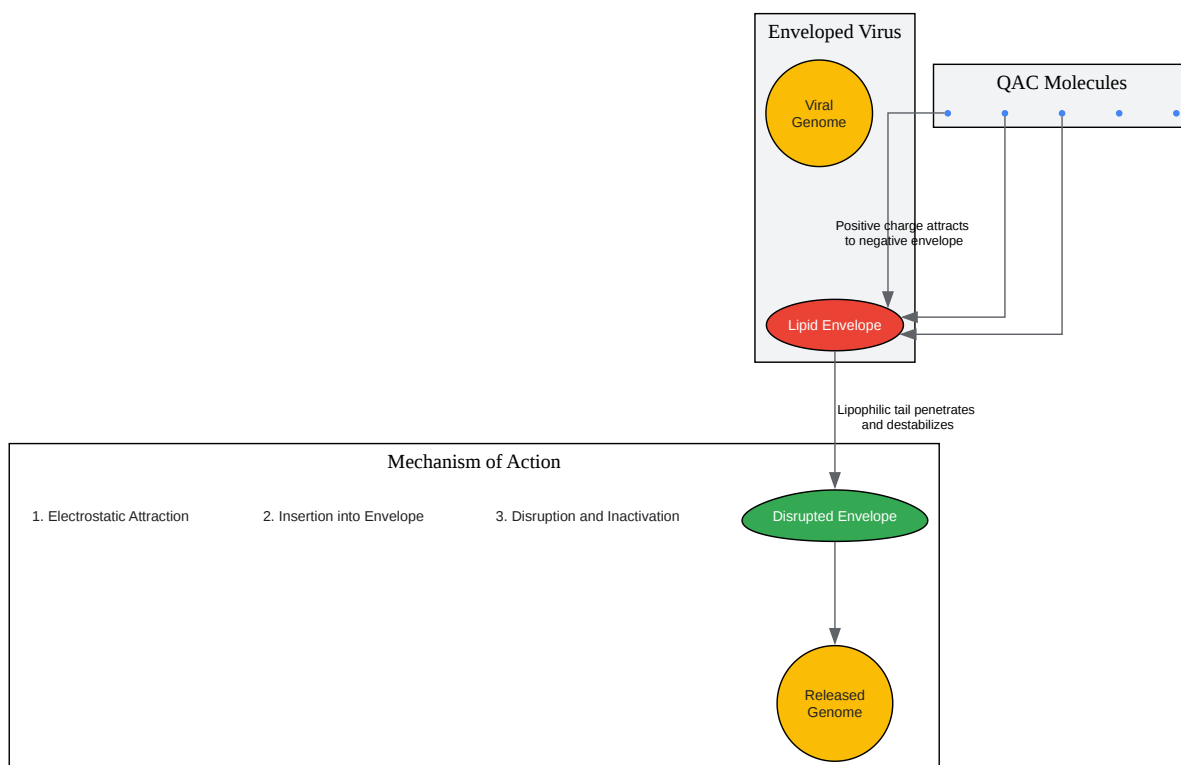 Enveloped Virus
QAC Molecules
Viral
Genome
Positive charge attracts
to negative envelope
Lipid Envelope
Lipophilic tail penetrates
and destabilizes
Mechanism of Action
1. Electrostatic Attraction
2. Insertion into Envelope
3. Disruption and Inactivation
Disrupted Envelope
Released
Genome